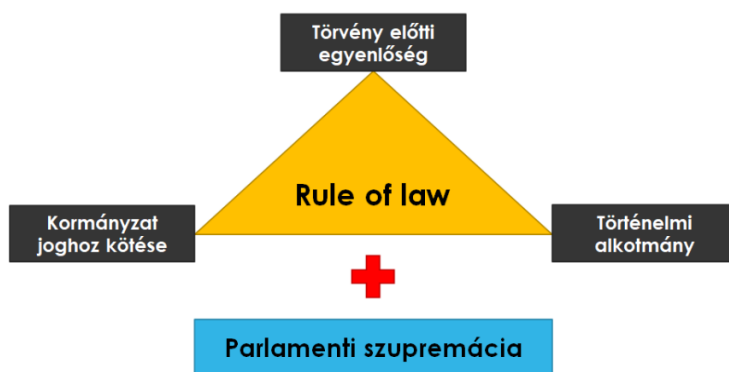 Törvény előtti
egyenlőség
Rule of law
Kormányzat
joghoz kötése
Történelmi
alkotmány
Parlamenti szupremácia